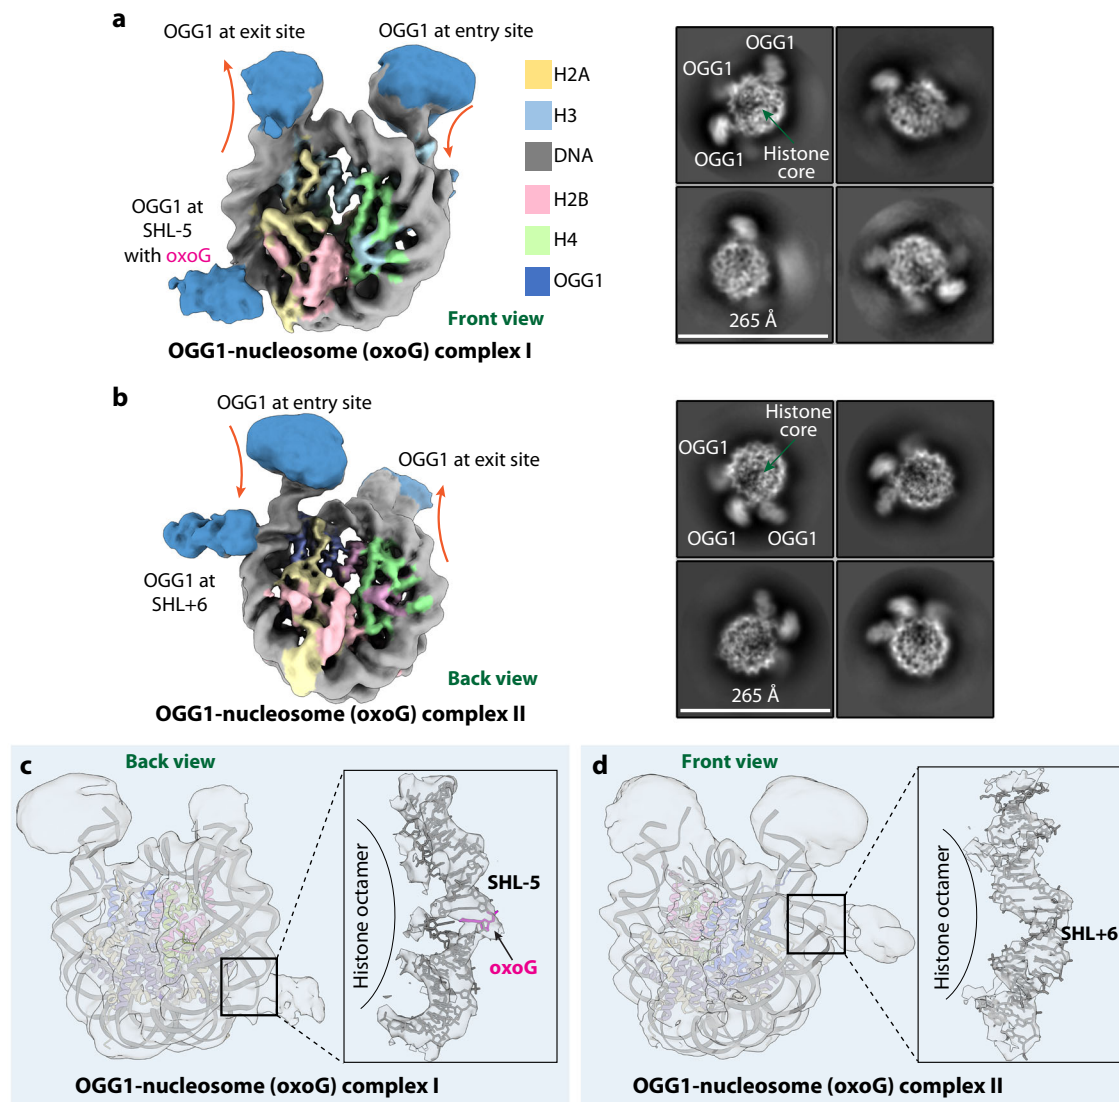 a
OGG1 at exit site
OGG1 at entry site
H2A
H3
DNA
H2B
H4
OGG1
OGG1 at
SHL-5
with oxoG
Front view
OGG1-nucleosome (oxoG) complex I
OGG1
OGG1
OGG1
Histone
core
265 Å
b
OGG1 at entry site
OGG1 at exit site
OGG1 at
SHL+6
Back view
OGG1-nucleosome (oxoG) complex II
Histone
core
OGG1
OGG1
OGG1
265 Å
c
Back view
Histone octamer
SHL-5
oxoG
OGG1-nucleosome (oxoG) complex I
d
Front view
Histone octamer
SHL+6
OGG1-nucleosome (oxoG) complex II